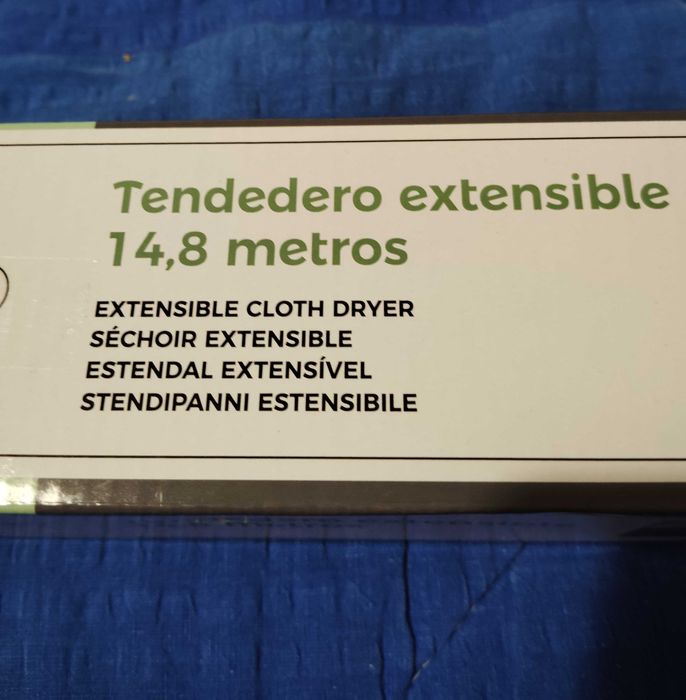 Tendedero extensible
14,8 metros
EXTENSIBLE CLOTH DRYER
SÉCHOIR EXTENSIBLE
ESTENDAL EXTENSÍVEL
STENDIPANNI ESTENSIBILE